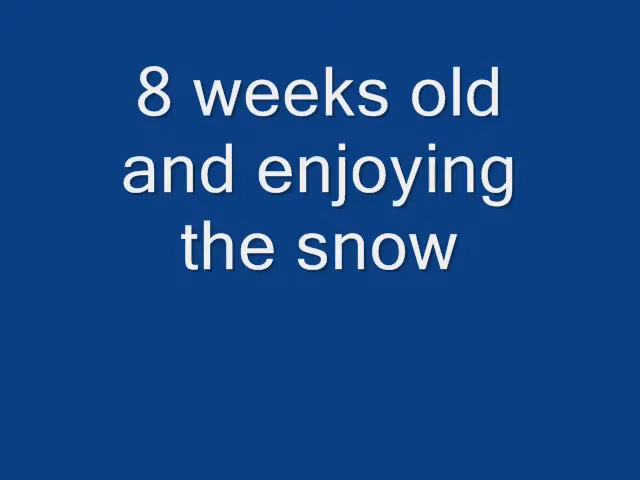 8 weeks old
and enjoying
the snow